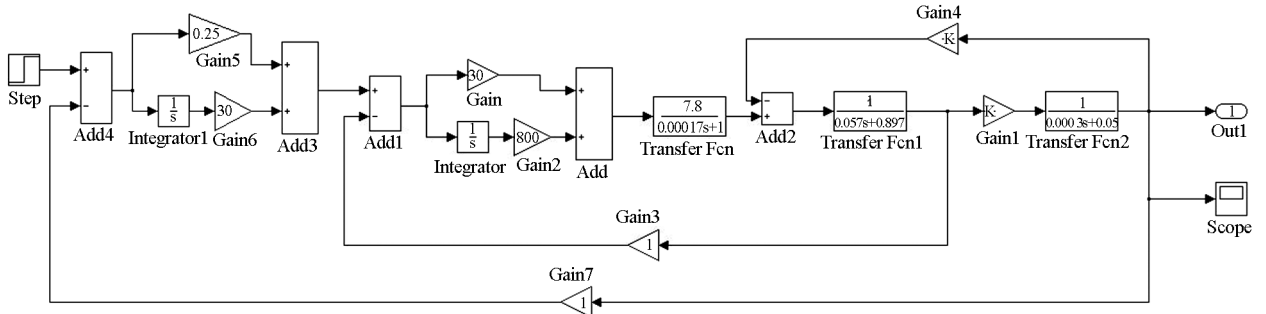 Gain4
-K-
Step
+
−
Add4
0.25
Gain5
1
s
Integrator1
30
Gain6
+
+
Add3
+
−
Add1
30
Gain
1
s
Integrator
800
Gain2
+
+
Add
7.8
0.00017s+1
Transfer Fcn
−
+
Add2
1
0.057s+0.897
Transfer Fcn1
K-
Gain1
1
0.0003s+0.05
Transfer Fcn2
1
Out1
Scope
Gain3
1
Gain7
1